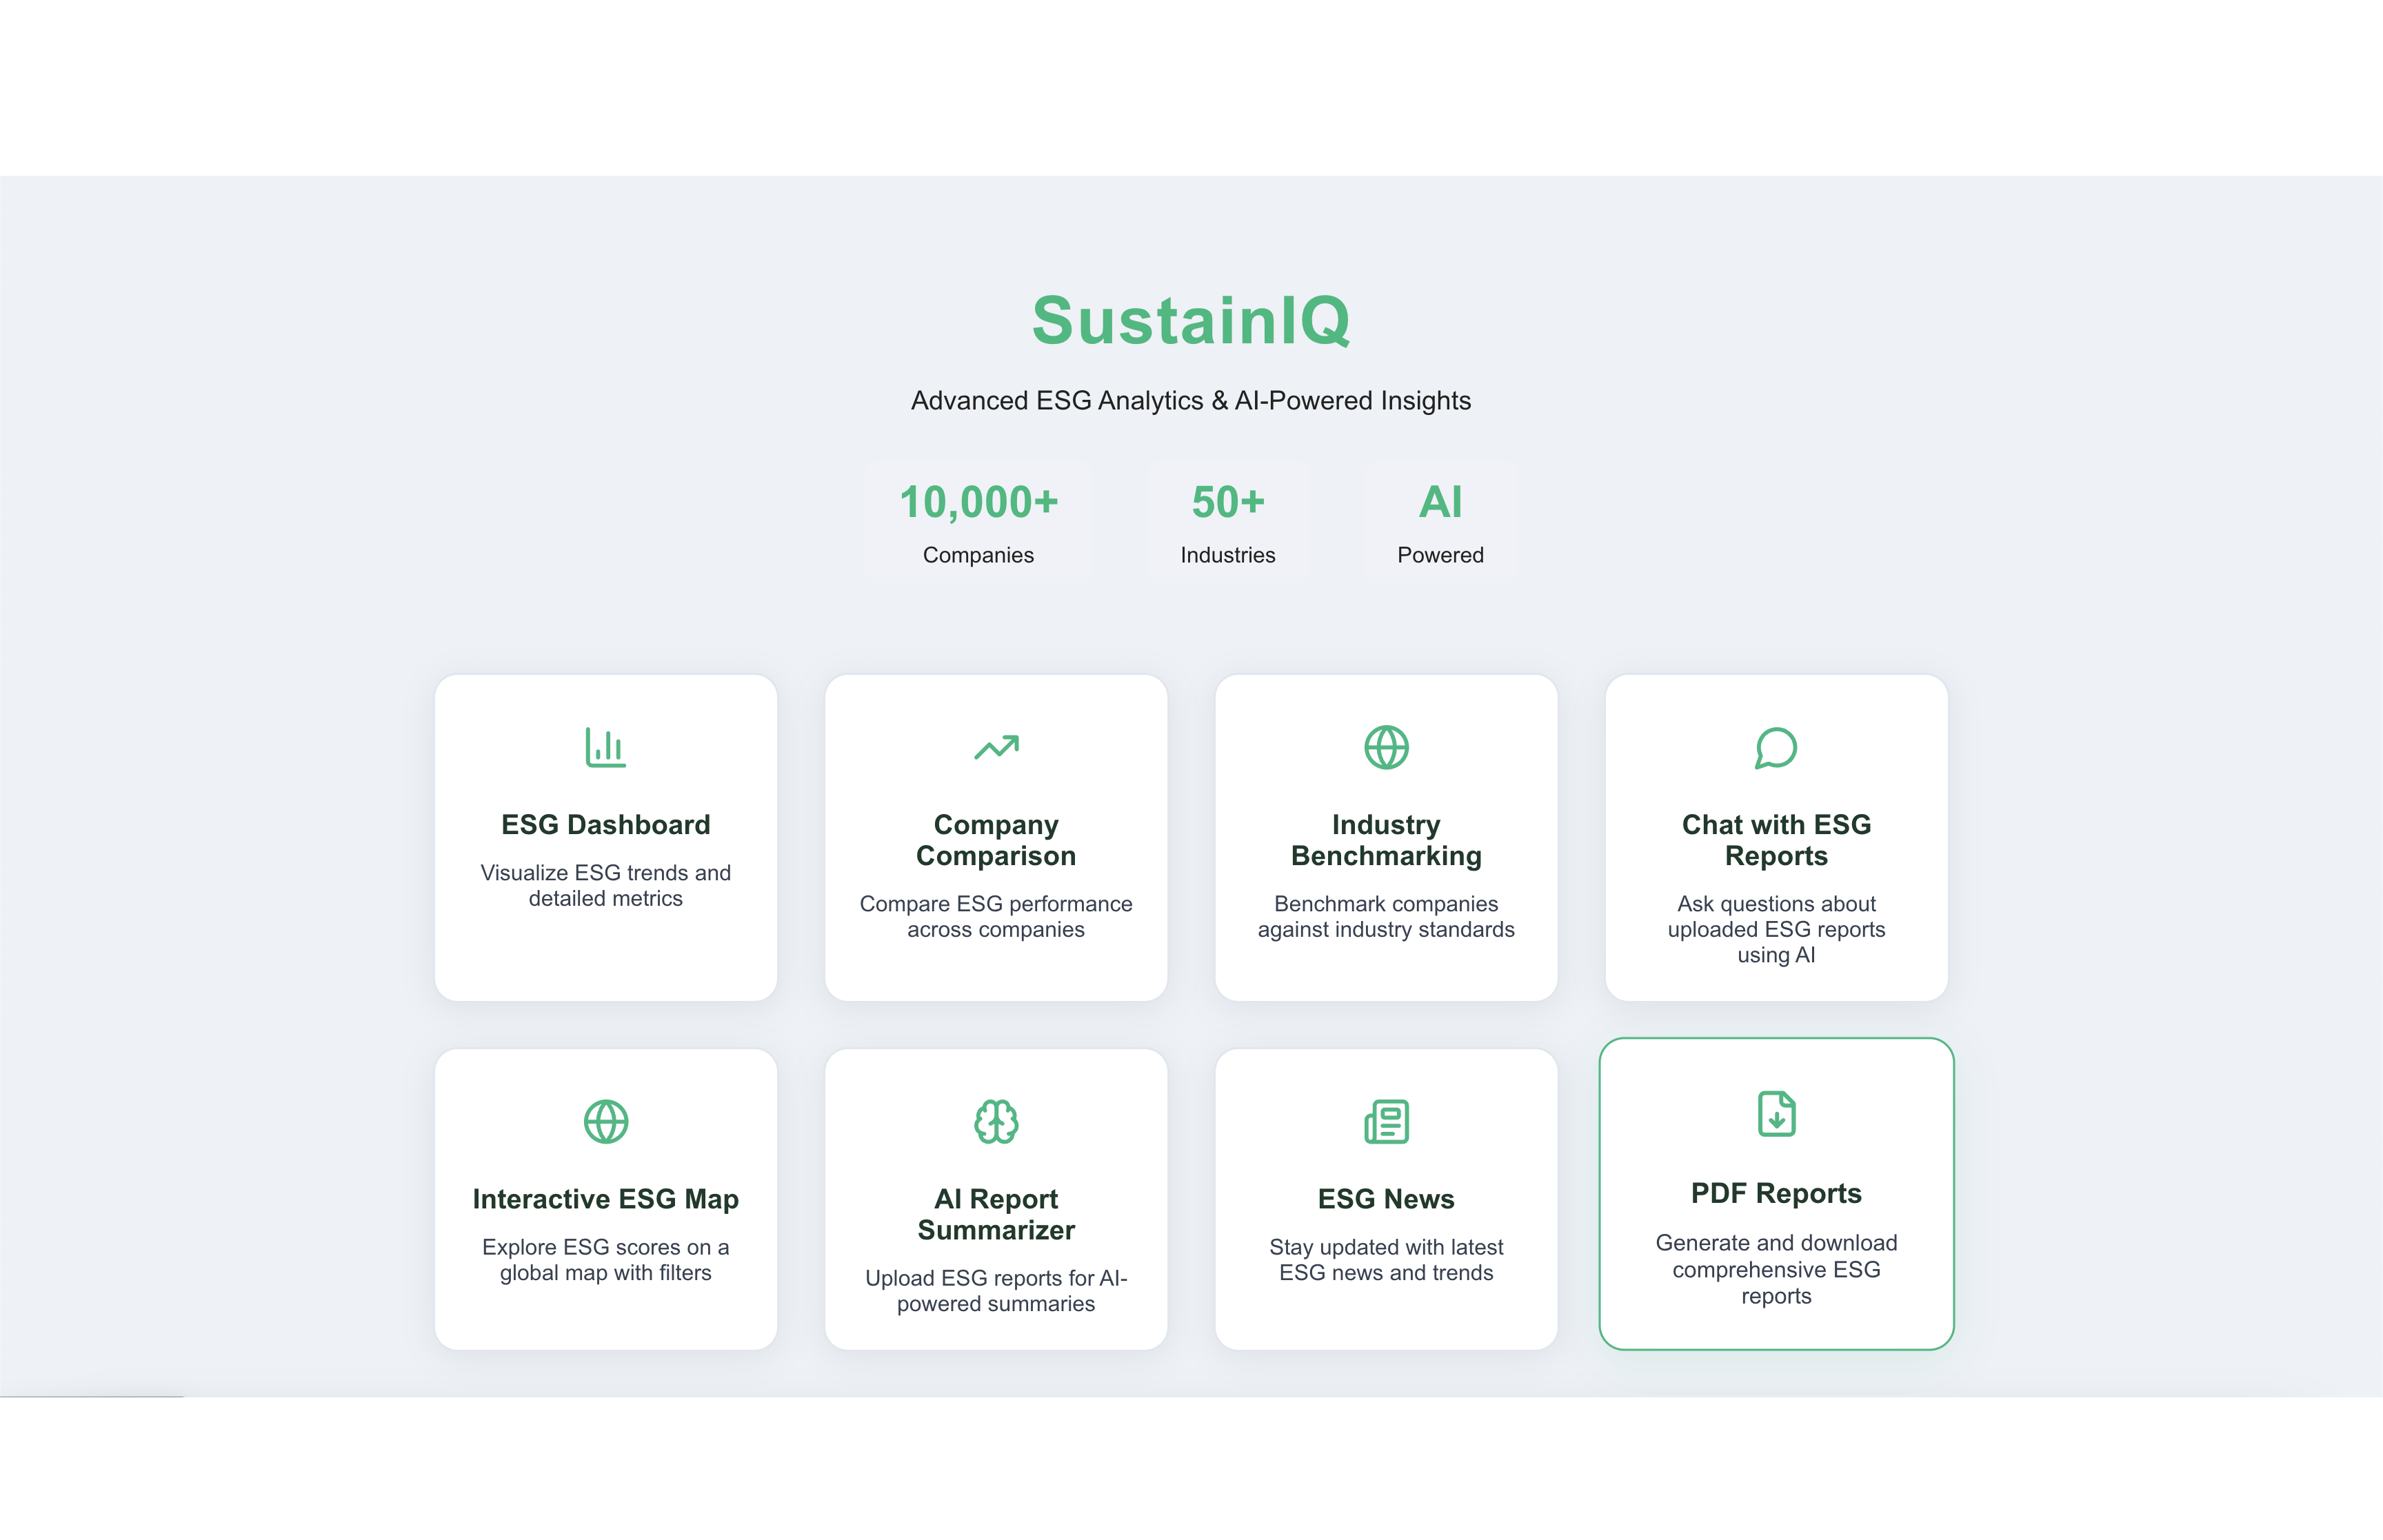 SustainIQ
Advanced ESG Analytics & AI-Powered Insights
10,000+
Companies
50+
Industries
AI
Powered
ESG Dashboard
Visualize ESG trends and
detailed metrics
Company
Comparison
Compare ESG performance
across companies
Industry
Benchmarking
Benchmark companies
against industry standards
Chat with ESG
Reports
Ask questions about
uploaded ESG reports
using AI
Interactive ESG Map
Explore ESG scores on a
global map with filters
AI Report
Summarizer
Upload ESG reports for AI-
powered summaries
ESG News
Stay updated with latest
ESG news and trends
PDF Reports
Generate and download
comprehensive ESG
reports